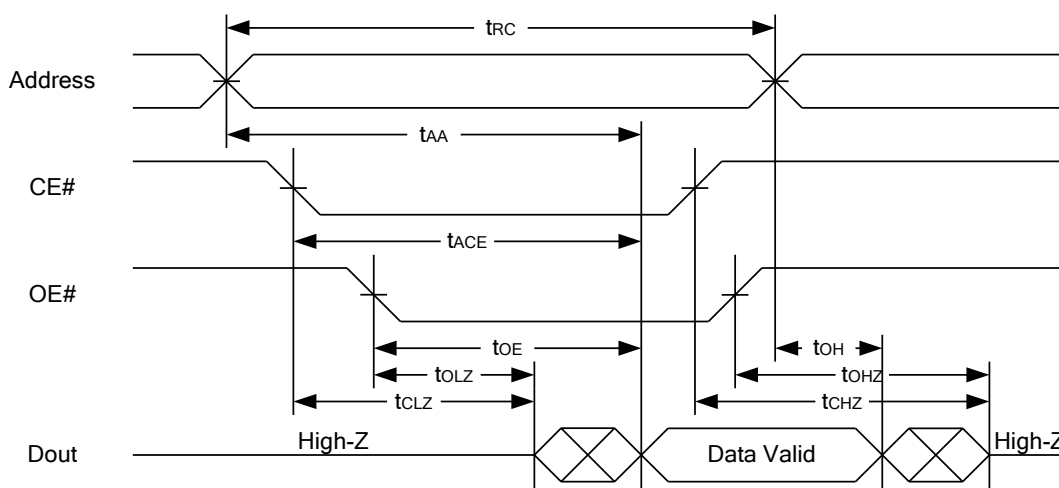 tRC
Address
tAA
CE#
tACE
OE#
tOE
tOH
tOLZ
tOHZ
tCLZ
tCHZ
High-Z
Data Valid
High-Z
Dout